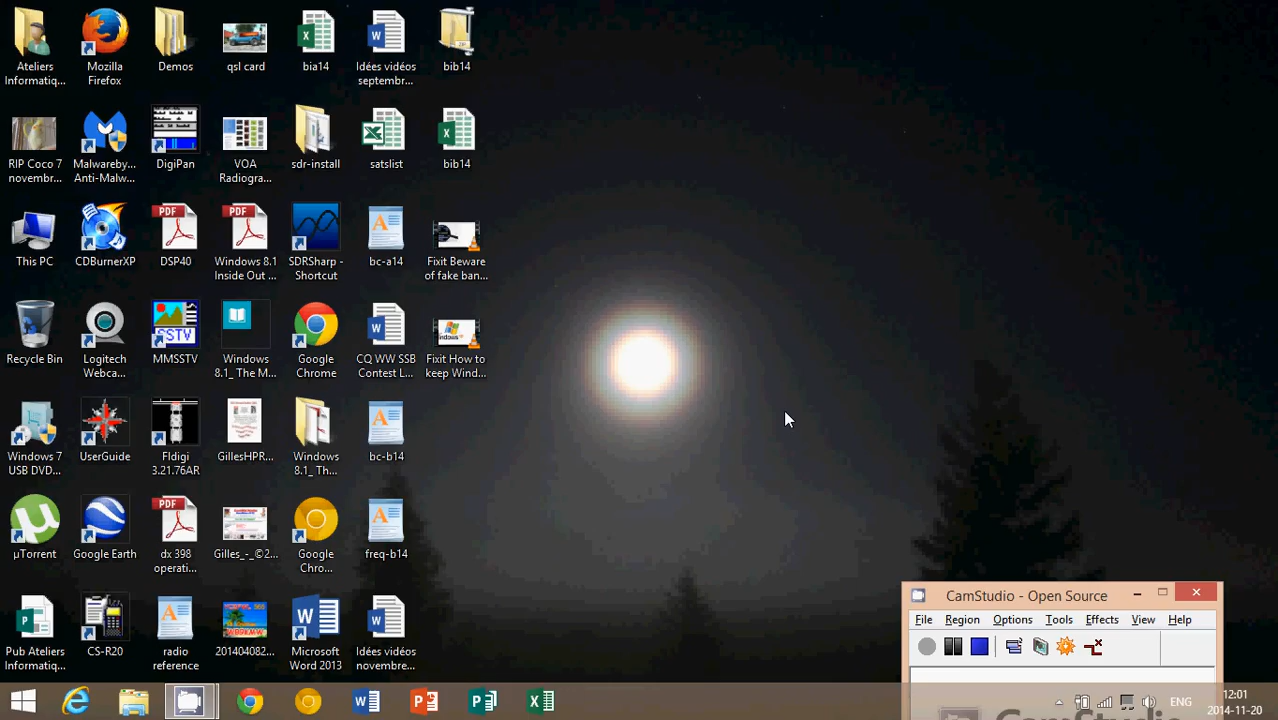 Ateliers
Informatiq...
Mozilla
Firefox
Demos
qsl card
bia14
Idées vidéos
septembr...
bib14
RIP Coco 7
novembr...
Malwareby...
Anti-Malw...
DigiPan
VOA
Radiogra...
sdr-install
satslist
bib14
This PC
CDBurnerXP
PDF
DSP40
PDF
Windows 8.1
Inside Out ...
SDRSharp -
Shortcut
bc-a14
Fixit Beware
of fake ban...
Recycle Bin
Logitech
Webca...
SSTV
MMSSTV
Windows
8.1_ The M...
Google
Chrome
CQ WW SSB
Contest L...
Fixit How to
keep Wind...
Windows 7
USB DVD...
UserGuide
Fldigi
3.21.76AR
GillesHPR...
Windows
8.1_ Th...
bc-b14
µTorrent
Google Earth
PDF
dx 398
operati...
Gilles_-_©2...
Google
Chro...
freq-b14
Pub Ateliers
Informatiq...
CS-R20
radio
reference
201404082...
Microsoft
Word 2013
Idées vidéos
novembre...
CamStudio - Open Source
File Region Options Tools Effects View Help
CamStudio
ENG
12:01
2014-11-20